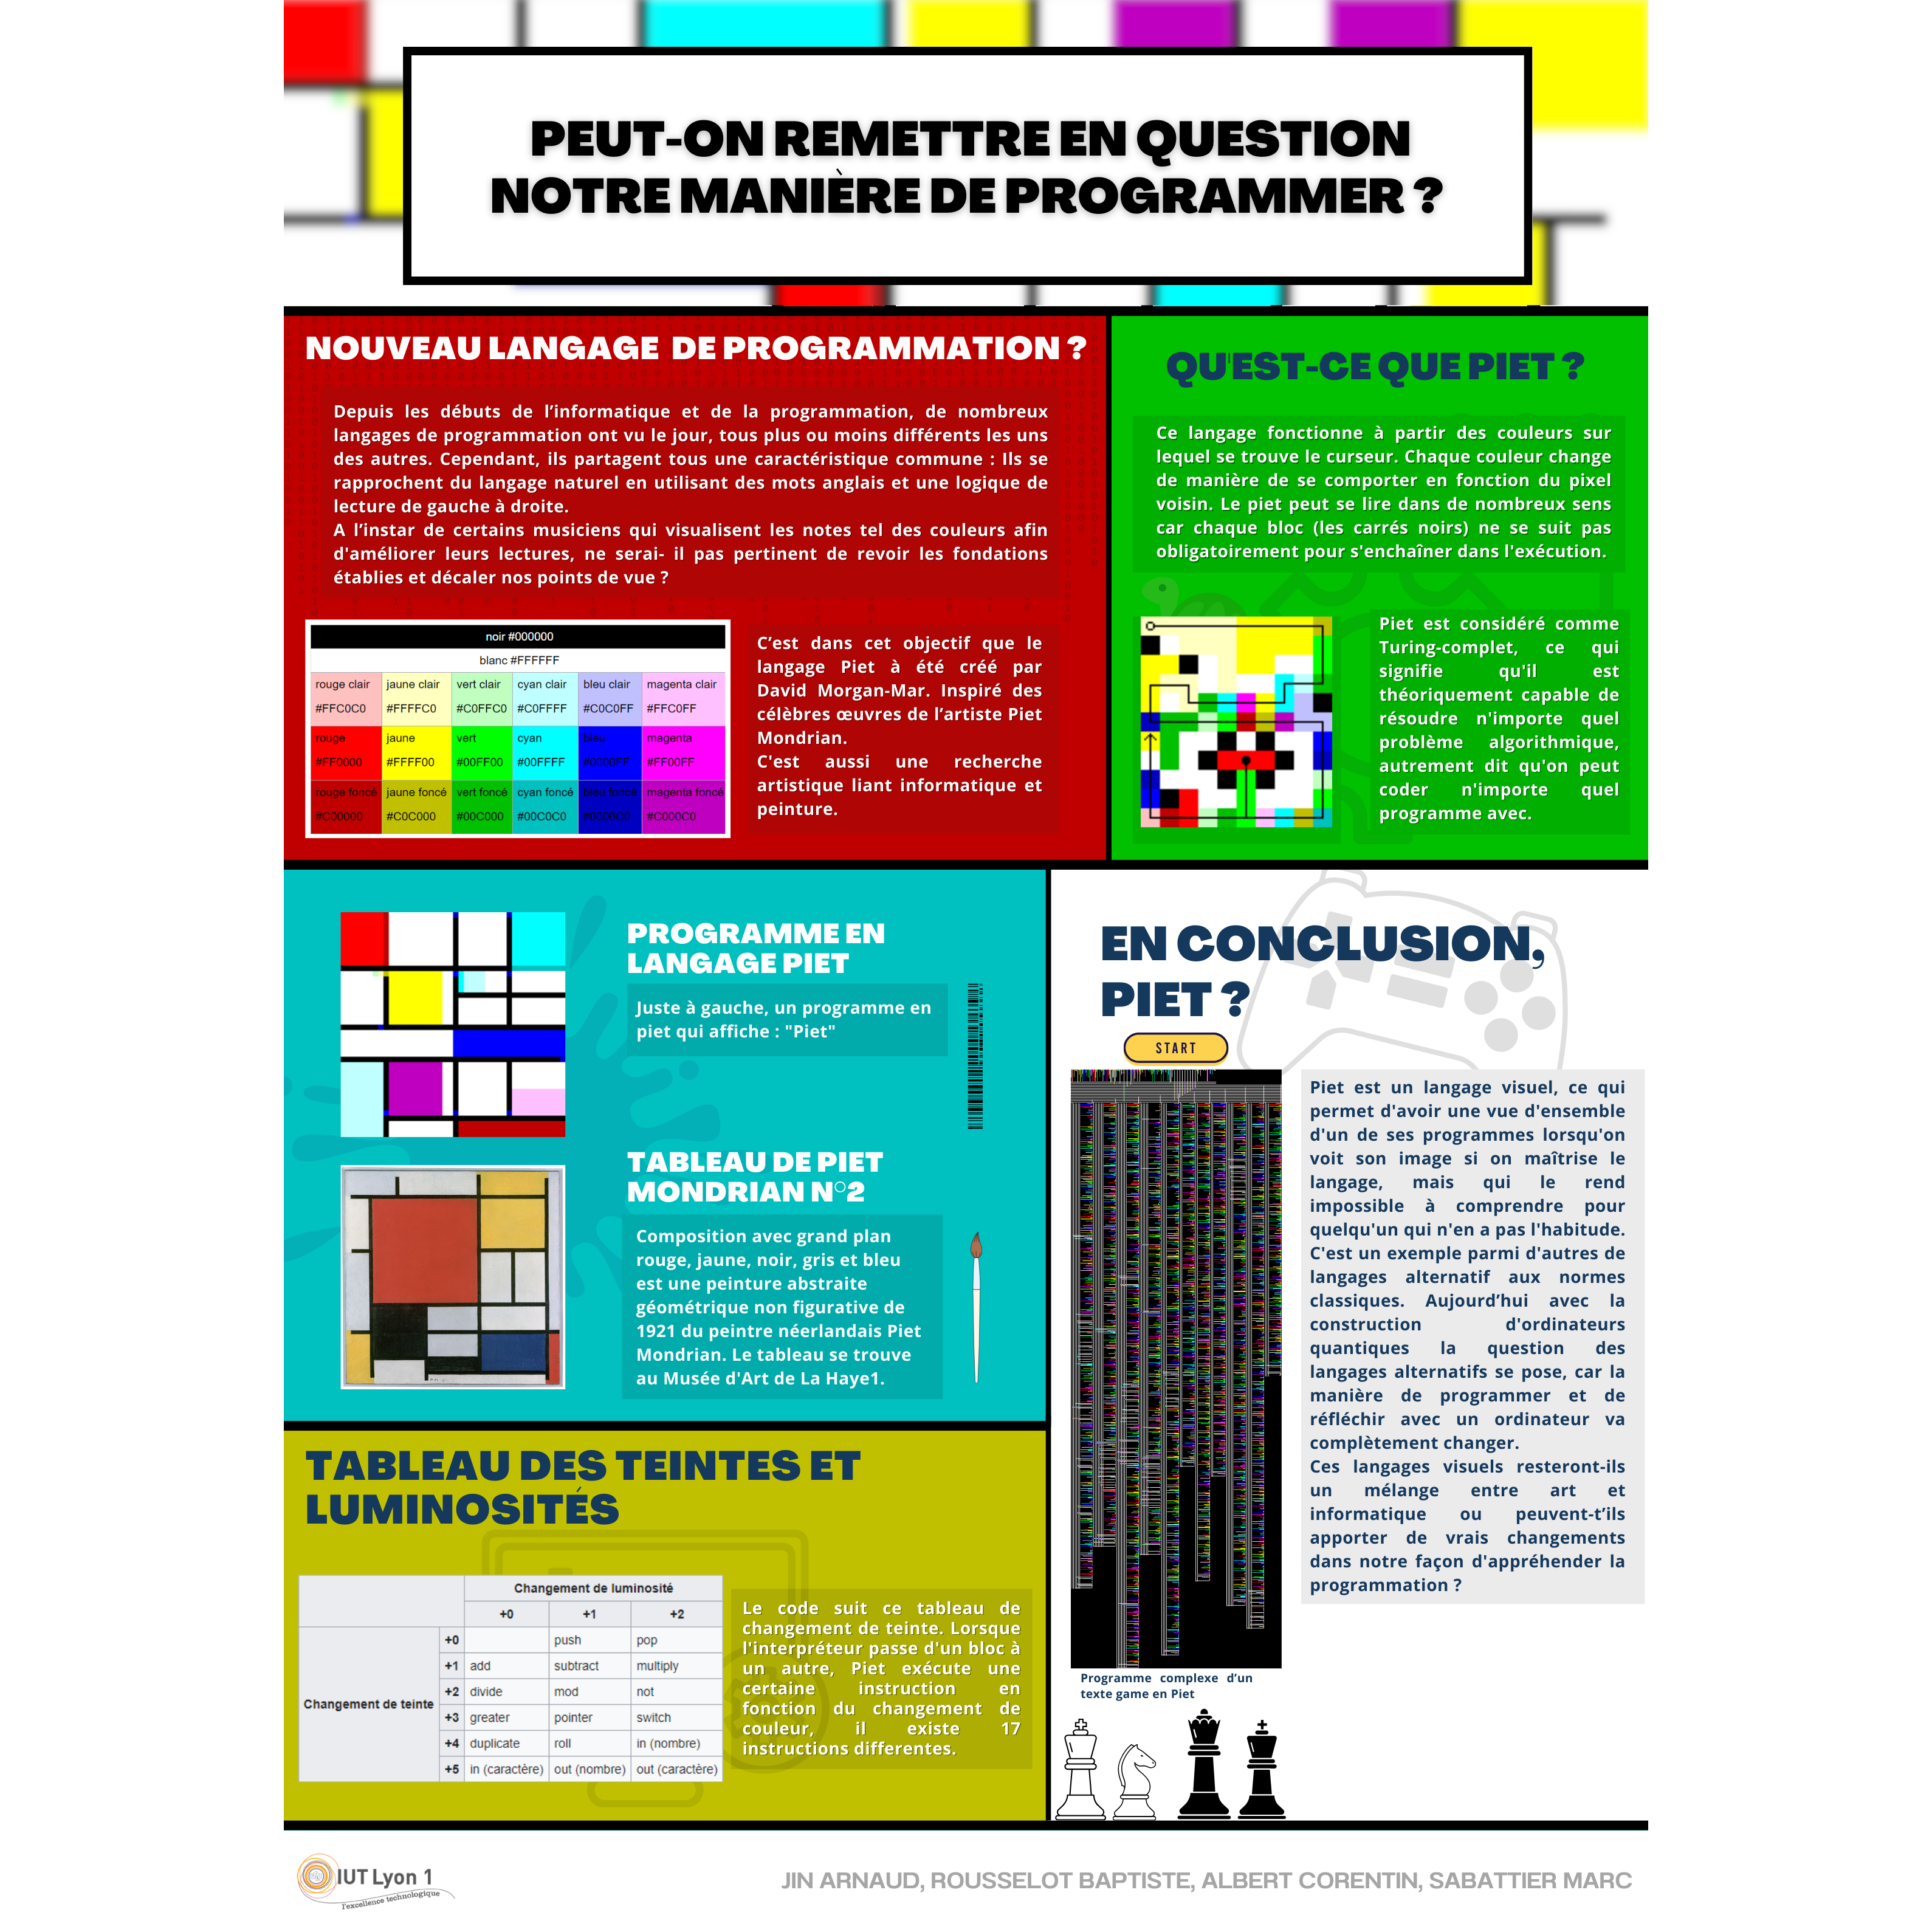 PEUT-ON REMETTRE EN QUESTION
NOTRE MANIÈRE DE PROGRAMMER ?
NOUVEAU LANGAGE DE PROGRAMMATION ?
Depuis les débuts de l’informatique et de la programmation, de nombreux
langages de programmation ont vu le jour, tous plus ou moins différents les uns
des autres. Cependant, ils partagent tous une caractéristique commune : Ils se
rapprochent du langage naturel en utilisant des mots anglais et une logique de
lecture de gauche à droite.
A l’instar de certains musiciens qui visualisent les notes tel des couleurs afin
d'améliorer leurs lectures, ne serai- il pas pertinent de revoir les fondations
établies et décaler nos points de vue ?
noir #000000
blanc #FFFFFF
rouge clair jaune clair vert clair cyan clair bleu clair magenta clair
#FFC0C0 #FFFFC0 #C0FFC0 #C0FFFF #C0C0FF #FFC0FF
rouge jaune vert cyan bleu magenta
#FF0000 #FFFF00 #00FF00 #00FFFF #0000FF #FF00FF
rouge foncé jaune foncé vert foncé cyan foncé bleu foncé magenta foncé
#C00000 #C0C000 #00C000 #00C0C0 #0000C0 #C000C0
C’est dans cet objectif que le
langage Piet à été créé par
David Morgan-Mar. Inspiré des
célèbres œuvres de l’artiste Piet
Mondrian.
C'est aussi une recherche
artistique liant informatique et
peinture.
QU'EST-CE QUE PIET ?
Ce langage fonctionne à partir des couleurs sur
lequel se trouve le curseur. Chaque couleur change
de manière de se comporter en fonction du pixel
voisin. Le piet peut se lire dans de nombreux sens
car chaque bloc (les carrés noirs) ne se suit pas
obligatoirement pour s'enchaîner dans l'exécution.
Piet est considéré comme
Turing-complet, ce qui
signifie qu'il est
théoriquement capable de
résoudre n'importe quel
problème algorithmique,
autrement dit qu'on peut
coder n'importe quel
programme avec.
PROGRAMME EN
LANGAGE PIET
Juste à gauche, un programme en
piet qui affiche : "Piet"
TABLEAU DE PIET
MONDRIAN N°2
Composition avec grand plan
rouge, jaune, noir, gris et bleu
est une peinture abstraite
géométrique non figurative de
1921 du peintre néerlandais Piet
Mondrian. Le tableau se trouve
au Musée d'Art de La Haye1.
TABLEAU DES TEINTES ET
LUMINOSITÉS
Changement de luminosité
+0 +1 +2
Changement de teinte
+0 push pop
+1 add subtract multiply
+2 divide mod not
+3 greater pointer switch
+4 duplicate roll in (nombre)
+5 in (caractère) out (nombre) out (caractère)
Le code suit ce tableau de
changement de teinte. Lorsque
l'interpréteur passe d'un bloc à
un autre, Piet exécute une
certaine instruction en
fonction du changement de
couleur, il existe 17
instructions differentes.
EN CONCLUSION,
PIET ?
START
Programme complexe d’un
texte game en Piet
Piet est un langage visuel, ce qui
permet d'avoir une vue d'ensemble
d'un de ses programmes lorsqu'on
voit son image si on maîtrise le
langage, mais qui le rend
impossible à comprendre pour
quelqu'un qui n'en a pas l'habitude.
C'est un exemple parmi d'autres de
langages alternatif aux normes
classiques. Aujourd’hui avec la
construction d'ordinateurs
quantiques la question des
langages alternatifs se pose, car la
manière de programmer et de
réfléchir avec un ordinateur va
complètement changer.
Ces langages visuels resteront-ils
un mélange entre art et
informatique ou peuvent-t’ils
apporter de vrais changements
dans notre façon d'appréhender la
programmation ?
IUT Lyon 1
l'excellence technologique
JIN ARNAUD, ROUSSELOT BAPTISTE, ALBERT CORENTIN, SABATTIER MARC